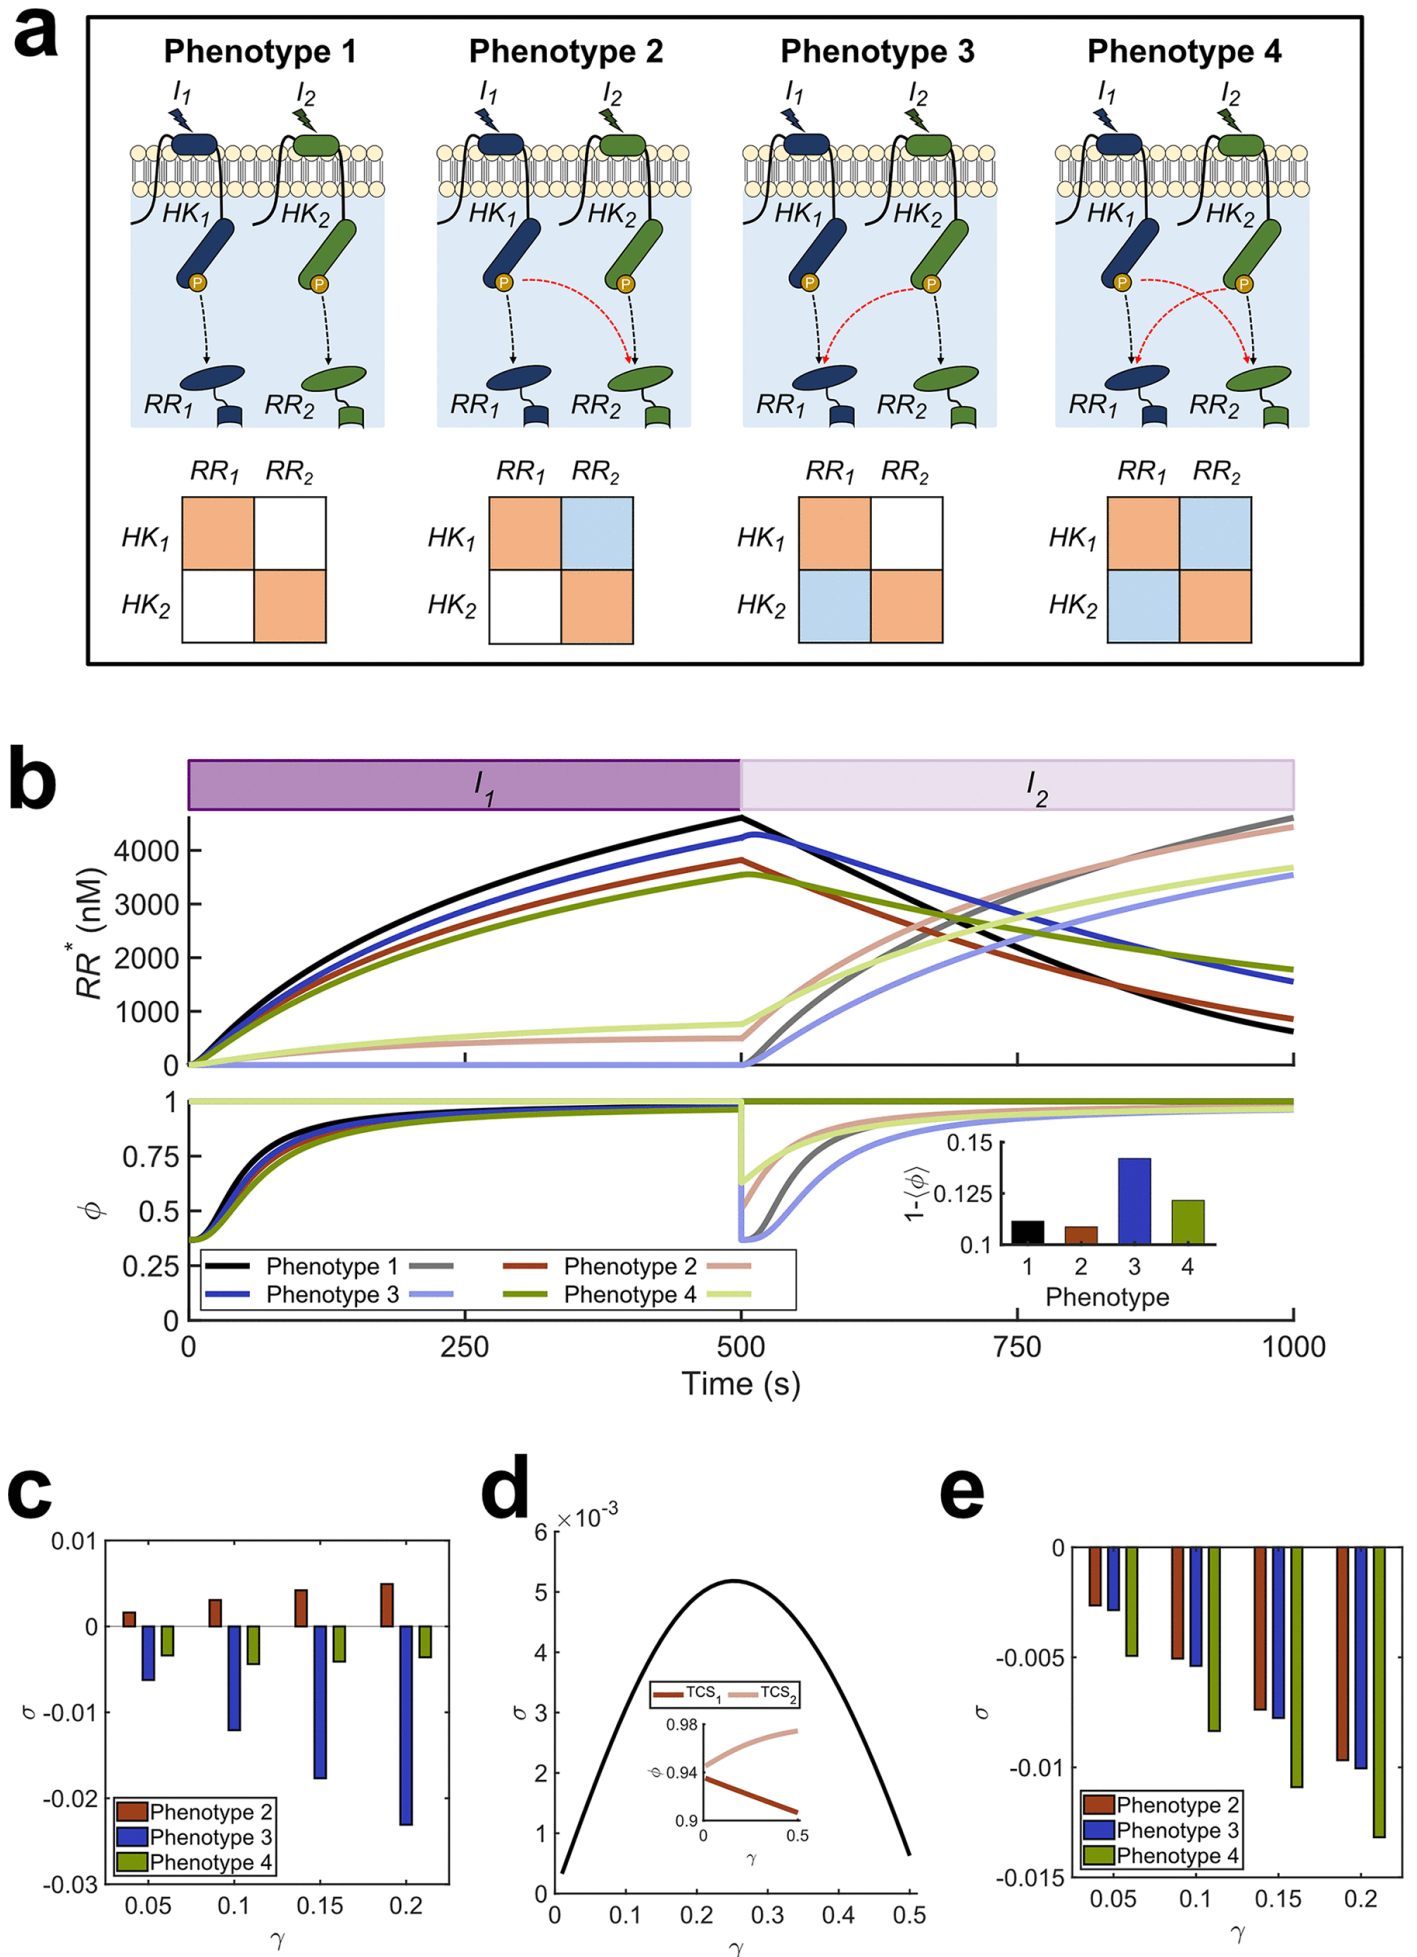 a
Phenotype 1 Phenotype 2 Phenotype 3 Phenotype 4
I1 I2 I1 I2 I1 I2 I1 I2
HK1 HK2 HK1 HK2 HK1 HK2 HK1 HK2
P P P P P P P P
RR1 RR2 RR1 RR2 RR1 RR2 RR1 RR2
RR1 RR2 RR1 RR2 RR1 RR2 RR1 RR2
HK1 HK1 HK1 HK1
HK2 HK2 HK2 HK2
b
I1 I2
RR* (nM)
4000
3000
2000
1000
0
ϕ
1
0.75
0.5
0.25
0
Phenotype 1 Phenotype 2
Phenotype 3 Phenotype 4
1-⟨ϕ⟩
0.15
0.125
0.1
1 2 3 4
Phenotype
0 250 500 750 1000
Time (s)
c
σ
0.01
0
-0.01
-0.02
-0.03
Phenotype 2
Phenotype 3
Phenotype 4
0.05 0.1 0.15 0.2
γ
d
×10-3
σ
6
5
4
3
2
1
0
TCS1 TCS2
ϕ
0.98
0.94
0.9
0 0.5
γ
0 0.1 0.2 0.3 0.4 0.5
γ
e
σ
0
-0.005
-0.01
-0.015
Phenotype 2
Phenotype 3
Phenotype 4
0.05 0.1 0.15 0.2
γ